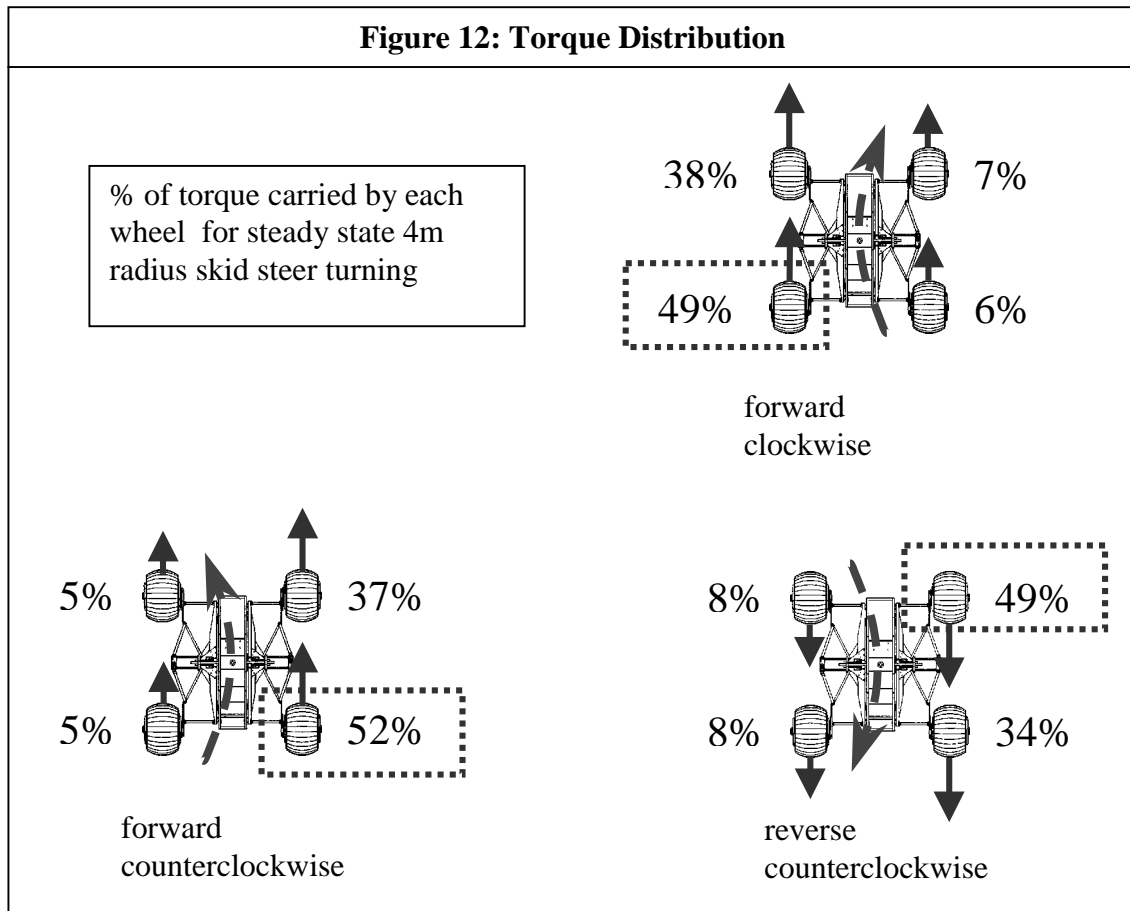 Figure 12: Torque Distribution
% of torque carried by each
wheel for steady state 4m
radius skid steer turning
38%
7%
49%
6%
forward
clockwise
5%
37%
5%
52%
forward
counterclockwise
8%
49%
8%
34%
reverse
counterclockwise